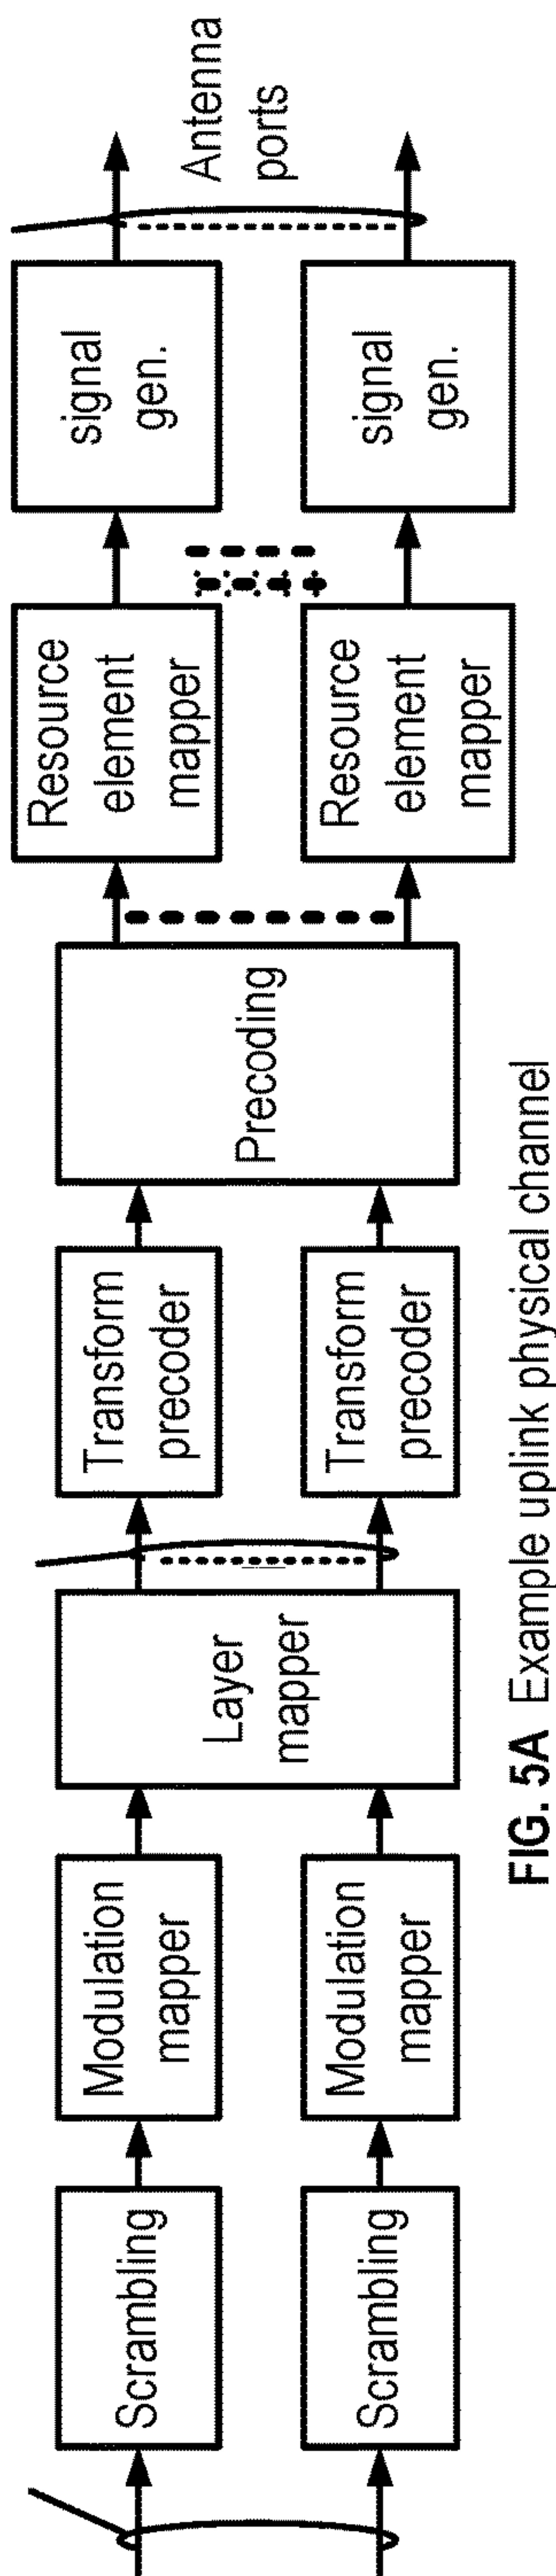 Scrambling
Scrambling
Modulation
mapper
Modulation
mapper
Layer
mapper
Transform
precoder
Transform
precoder
Precoding
Resource
element
mapper
Resource
element
mapper
signal
gen.
signal
gen.
Antenna
ports
FIG. 5A Example uplink physical channel